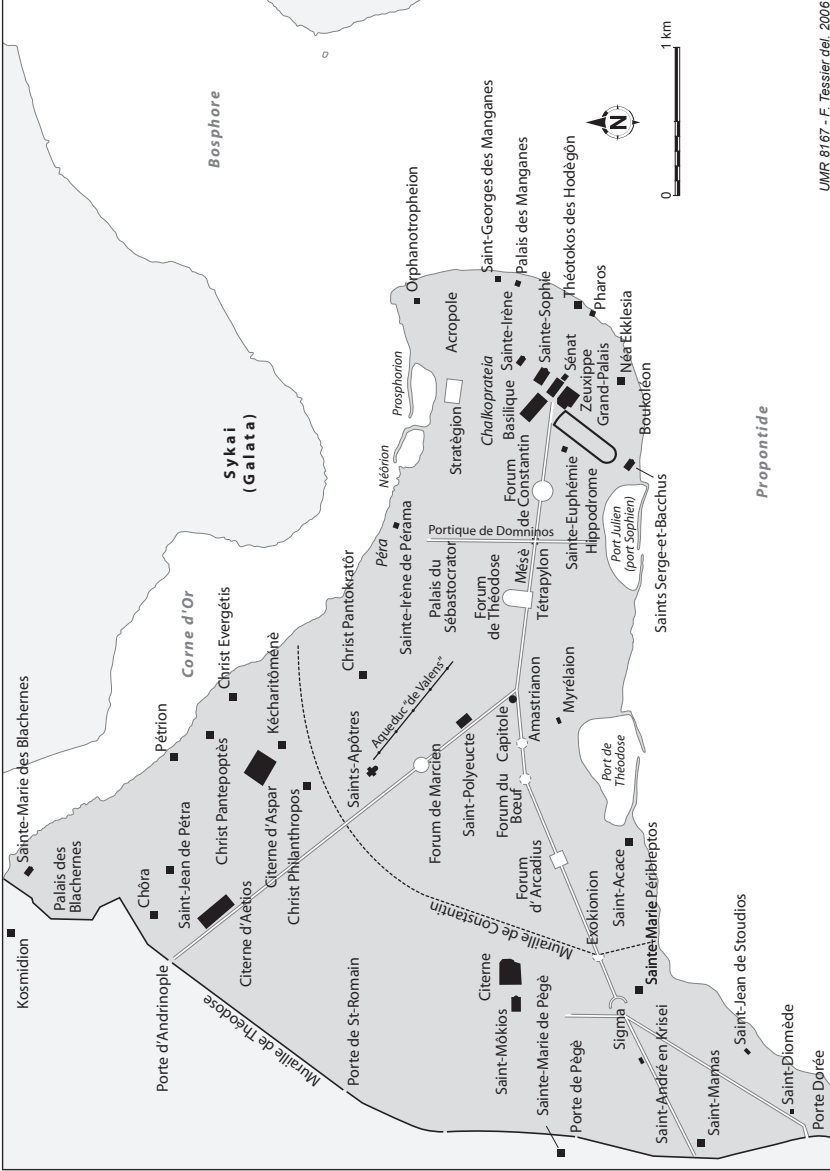 Kosmidion
Sainte-Marie des Blachernes
Palais des
Blachernes
Bosphore
Corne d'Or
Sykai
(Galata)
Chôra
Saint-Jean de Pétra
Pétrion
Christ Pantepoptès
Christ Evergétis
Citerne d'Aspar
Kécharitômenè
Christ Philanthropos
Citerne d'Aetios
Porte d'Andrinople
Muraille de Théodose
Porte de St-Romain
Saints-Apôtres
Christ Pantokratôr
Aqueduc "de Valens"
Péra
Sainte-Irène de Pérama
Néôrion
Prosphorion
Orphanotropheion
Acropole
Stratègion
Portique de Domninos
Palais du
Sébastocrator
Chalkoprateia
Basilique
Sainte-Irène
Sainte-Sophie
Saint-Georges des Manganes
Palais des Manganes
Théotokos des Hodègôn
Pharos
Sénat
Zeuxippe
Grand-Palais
Néa Ekklesia
Boukoléon
Forum
de Constantin
Sainte-Euphémie
Hippodrome
Port Julien
(port Sophien)
Saints Serge-et-Bacchus
Forum
de Théodose
Mésè
Tétrapylon
Forum de Marcien
Saint-Polyeucte
Capitole
Amastrianon
Myrélaion
Forum du
Bœuf
Port de
Théodose
Forum
d' Arcadius
Muraille de Constantin
Exokionion
Saint-Acace
Sainte-Marie Péribleptos
Citerne
Saint-Môkios
Sainte-Marie de Pègè
Porte de Pègè
Sigma
Saint-André en Krisei
Saint-Mamas
Saint-Jean de Stoudios
Saint-Diomède
Porte Dorée
Propontide
N
0
1 km
UMR 8167 - F. Tessier del. 2006